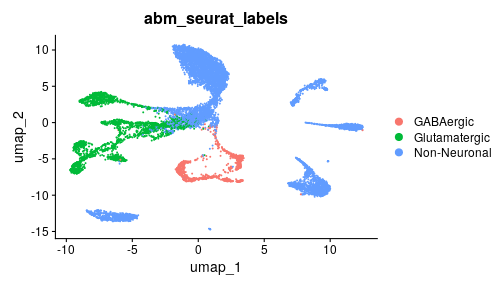 abm_seurat_labels
10
5
0
-5
-10
-15
umap_2
-10
-5
0
5
10
umap_1
GABAergic
Glutamatergic
Non-Neuronal